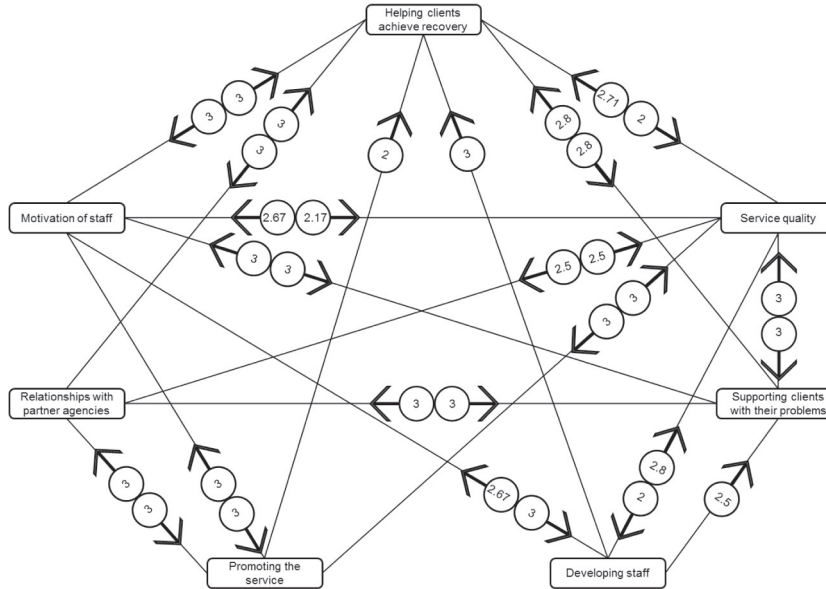 Helping clients
achieve recovery
3
3
2.71
2
3
3
2.8
2.8
2
3
Motivation of staff
2.67
2.17
Service quality
3
3
2.5
2.5
3
3
3
3
Relationships with
partner agencies
3
3
Supporting clients
with their problems
3
3
3
3
2.67
3
2.8
2
2.5
Promoting the
service
Developing staff